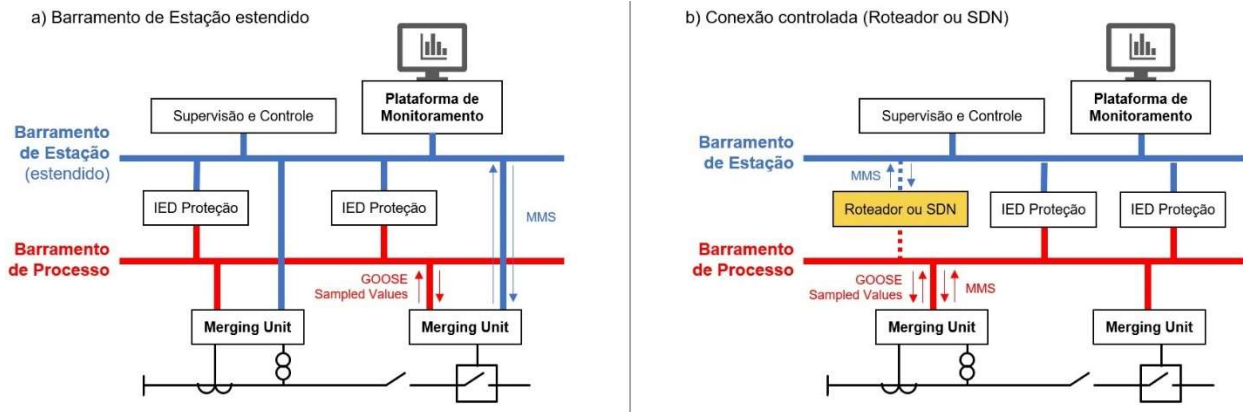 a) Barramento de Estação estendido
Supervisão e Controle
Plataforma de
Monitoramento
Barramento
de Estação
(estendido)
IED Proteção
IED Proteção
MMS
Barramento
de Processo
GOOSE
Sampled Values
Merging Unit
Merging Unit
b) Conexão controlada (Roteador ou SDN)
Supervisão e Controle
Plataforma de
Monitoramento
Barramento
de Estação
MMS
Roteador ou SDN
IED Proteção
IED Proteção
Barramento
de Processo
GOOSE
Sampled Values
MMS
Merging Unit
Merging Unit